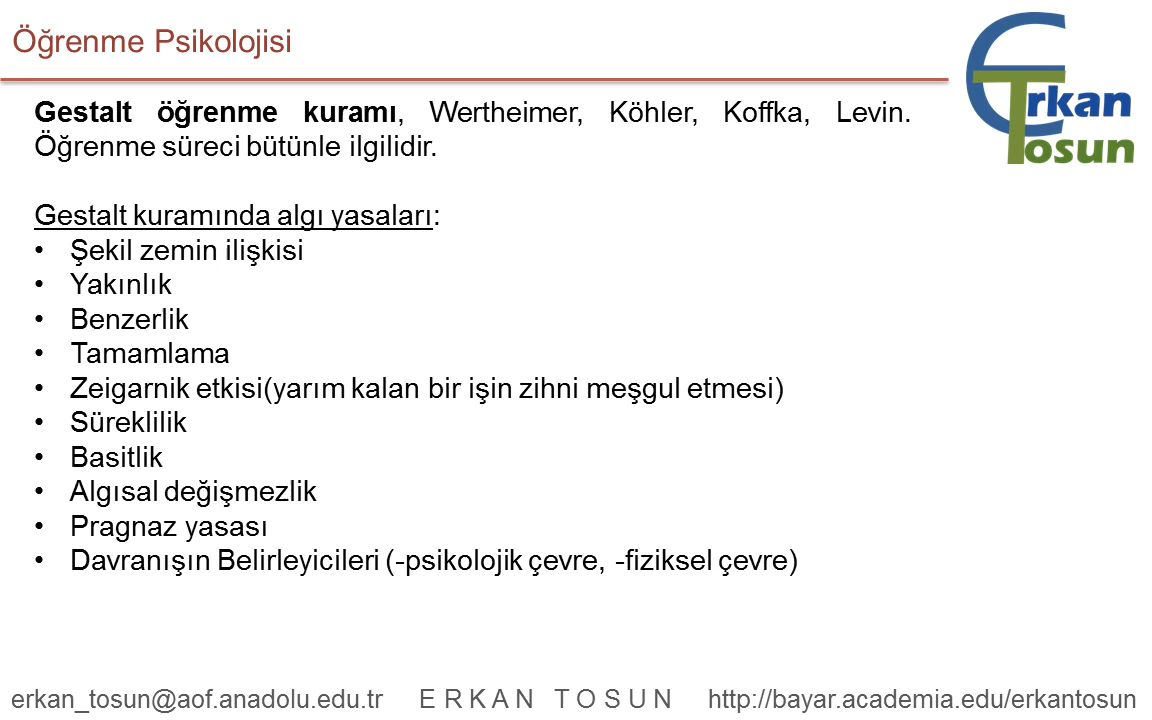 Öğrenme Psikolojisi
Erkan
Tosun
Gestalt öğrenme kuramı, Wertheimer, Köhler, Koffka, Levin.
Öğrenme süreci bütünle ilgilidir.
Gestalt kuramında algı yasaları:
• Şekil zemin ilişkisi
• Yakınlık
• Benzerlik
• Tamamlama
• Zeigarnik etkisi(yarım kalan bir işin zihni meşgul etmesi)
• Süreklilik
• Basitlik
• Algısal değişmezlik
• Pragnaz yasası
• Davranışın Belirleyicileri (-psikolojik çevre, -fiziksel çevre)
erkan_tosun@aof.anadolu.edu.tr E R K A N T O S U N http://bayar.academia.edu/erkantosun